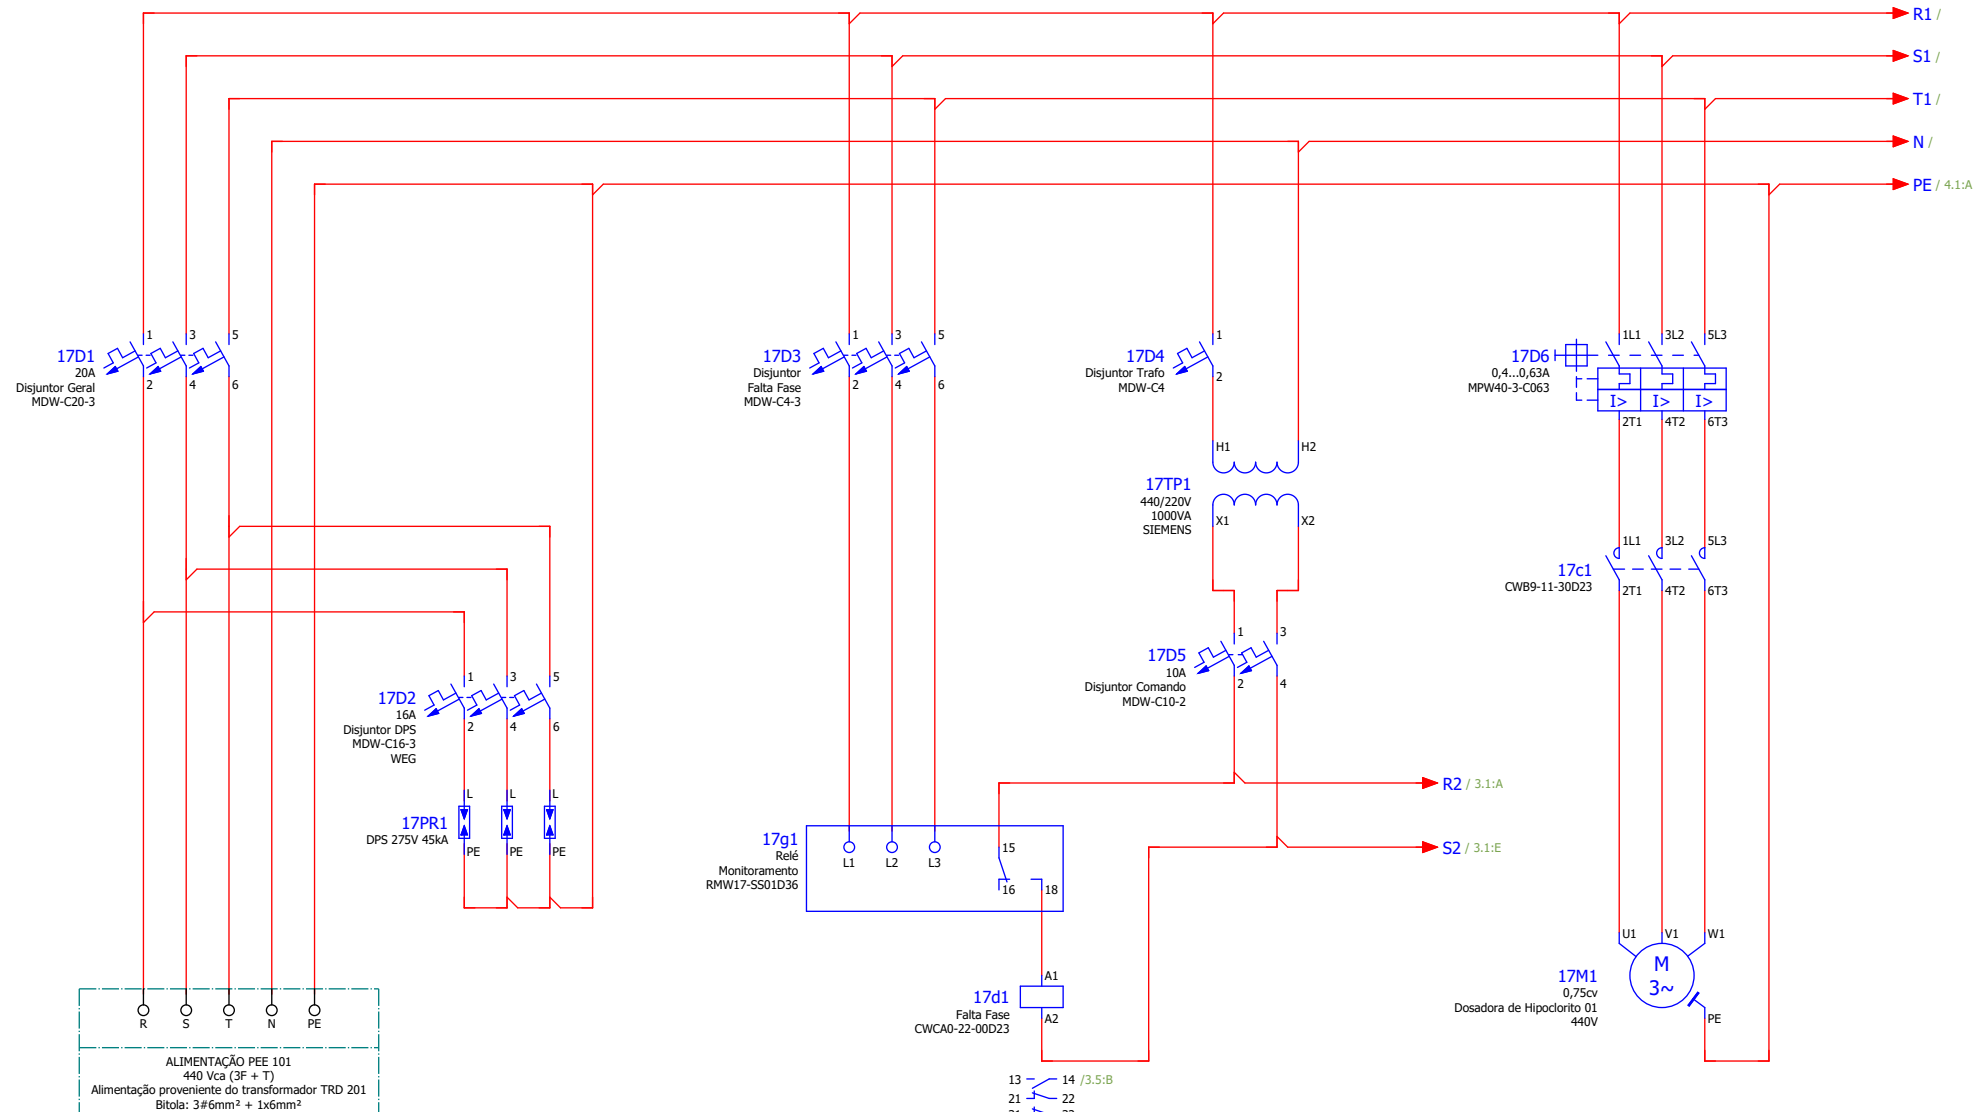 R1 /
S1 /
T1 /
N /
PE / 4.1:A
1 3 5
17D1
20A
Disjuntor Geral
MDW-C20-3
2 4 6
1 3 5
17D3
Disjuntor
Falta Fase
MDW-C4-3
2 4 6
1
17D4
Disjuntor Trafo
MDW-C4
2
1L1 3L2 5L3
17D6
0,4...0,63A
MPW40-3-C063
I> I> I>
2T1 4T2 6T3
H1 H2
17TP1
440/220V
1000VA
SIEMENS
X1 X2
1L1 3L2 5L3
17c1
CWB9-11-30D23
2T1 4T2 6T3
1 3
17D5
10A
Disjuntor Comando
MDW-C10-2
2 4
1 3 5
17D2
16A
Disjuntor DPS
MDW-C16-3
WEG
2 4 6
R2 / 3.1:A
S2 / 3.1:E
L L L
17PR1
DPS 275V 45kA
PE PE PE
17g1
Relé
Monitoramento
RMW17-SS01D36
L1 L2 L3
15
16 18
U1 V1 W1
M
3~
17M1
0,75cv
Dosadora de Hipoclorito 01
440V
PE
A1
17d1
Falta Fase
CWCA0-22-00D23
A2
R S T N PE
ALIMENTAÇÃO PEE 101
440 Vca (3F + T)
Alimentação proveniente do transformador TRD 201
Bitola: 3#6mm² + 1x6mm²
13 14 /3.5:B
21 22